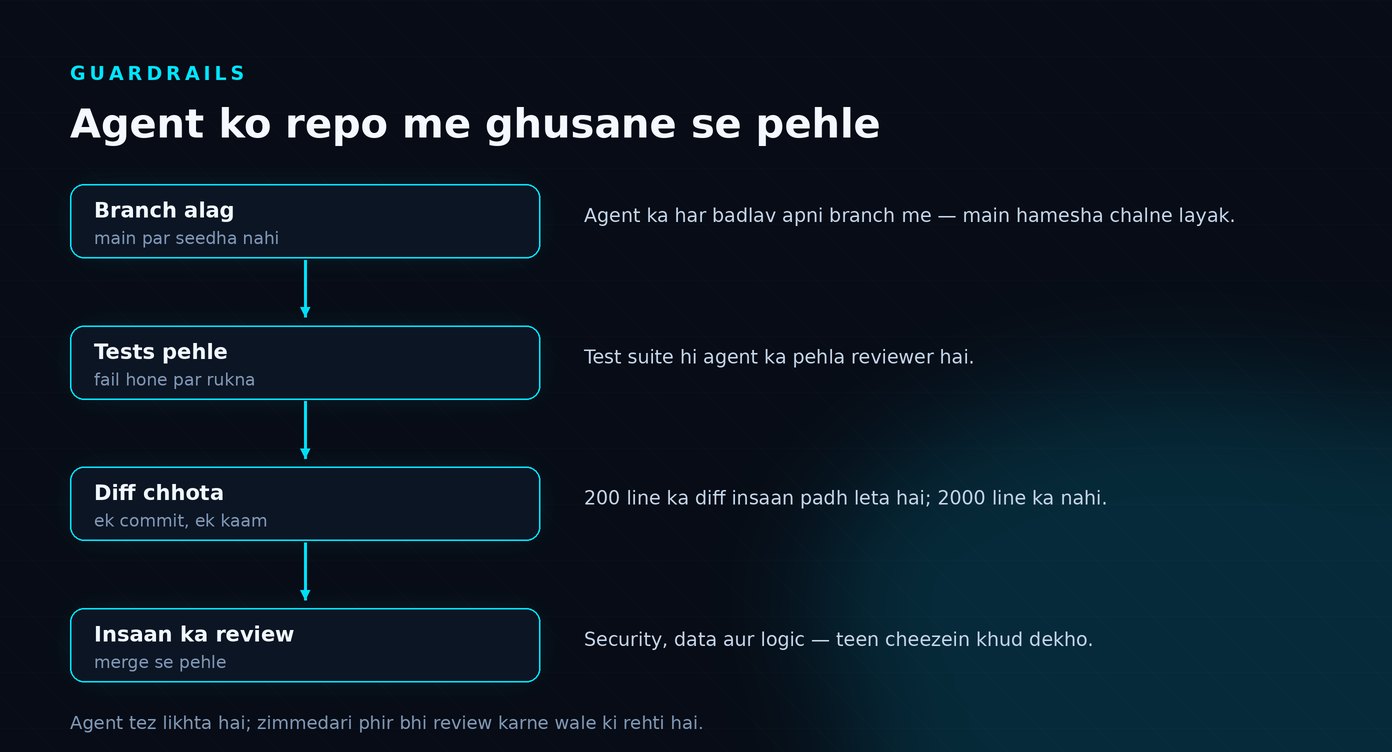 GUARDRAILS
Agent ko repo me ghusane se pehle
Branch alag
main par seedha nahi
Agent ka har badlav apni branch me — main hamesha chalne layak.
Tests pehle
fail hone par rukna
Test suite hi agent ka pehla reviewer hai.
Diff chhota
ek commit, ek kaam
200 line ka diff insaan padh leta hai; 2000 line ka nahi.
Insaan ka review
merge se pehle
Security, data aur logic — teen cheezein khud dekho.
Agent tez likhta hai; zimmedari phir bhi review karne wale ki rehti hai.